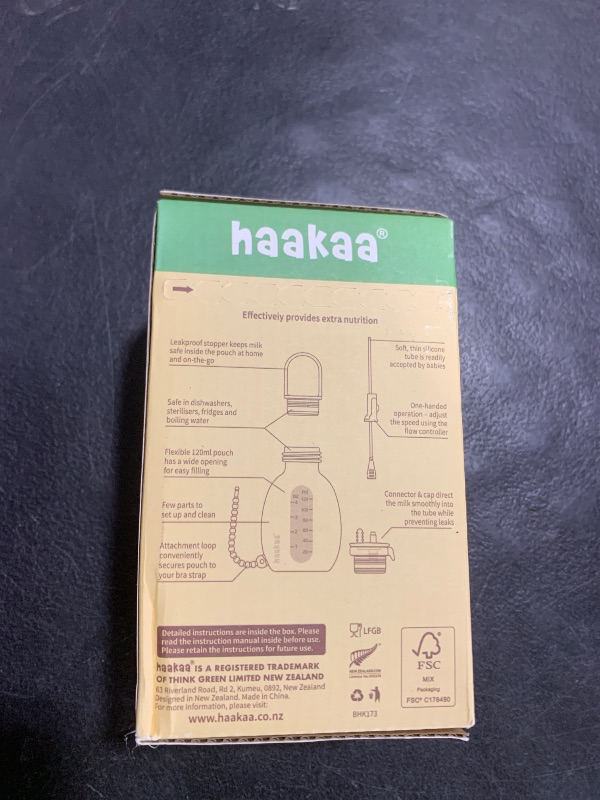 haakaa®
Effectively provides extra nutrition
Leakproof stopper keeps milk
safe inside the pouch at home
and on-the-go
Soft, thin silicone
tube is readily
accepted by babies
Safe in dishwashers,
sterilisers, fridges and
boiling water
One-handed
operation - adjust
the speed using the
flow controller
Flexible 120ml pouch
has a wide opening
for easy filling
Few parts to
set up and clean
Connector & cap direct
the milk smoothly into
the tube while
preventing leaks
Attachment loop
conveniently
secures pouch to
your bra strap
haakaa
Detailed instructions are inside the box. Please
read the instruction manual inside before use.
Please retain the instructions for future use.
haakaa® IS A REGISTERED TRADEMARK
OF THINK GREEN LIMITED NEW ZEALAND
63 Riverland Road, Rd 2, Kumeu, 0892, New Zealand
Designed in New Zealand. Made in China.
For more information, please visit:
www.haakaa.co.nz
LFGB
NEWZEALAND.COM
BHK173
FSC
MIX
Packaging
FSC® C178490